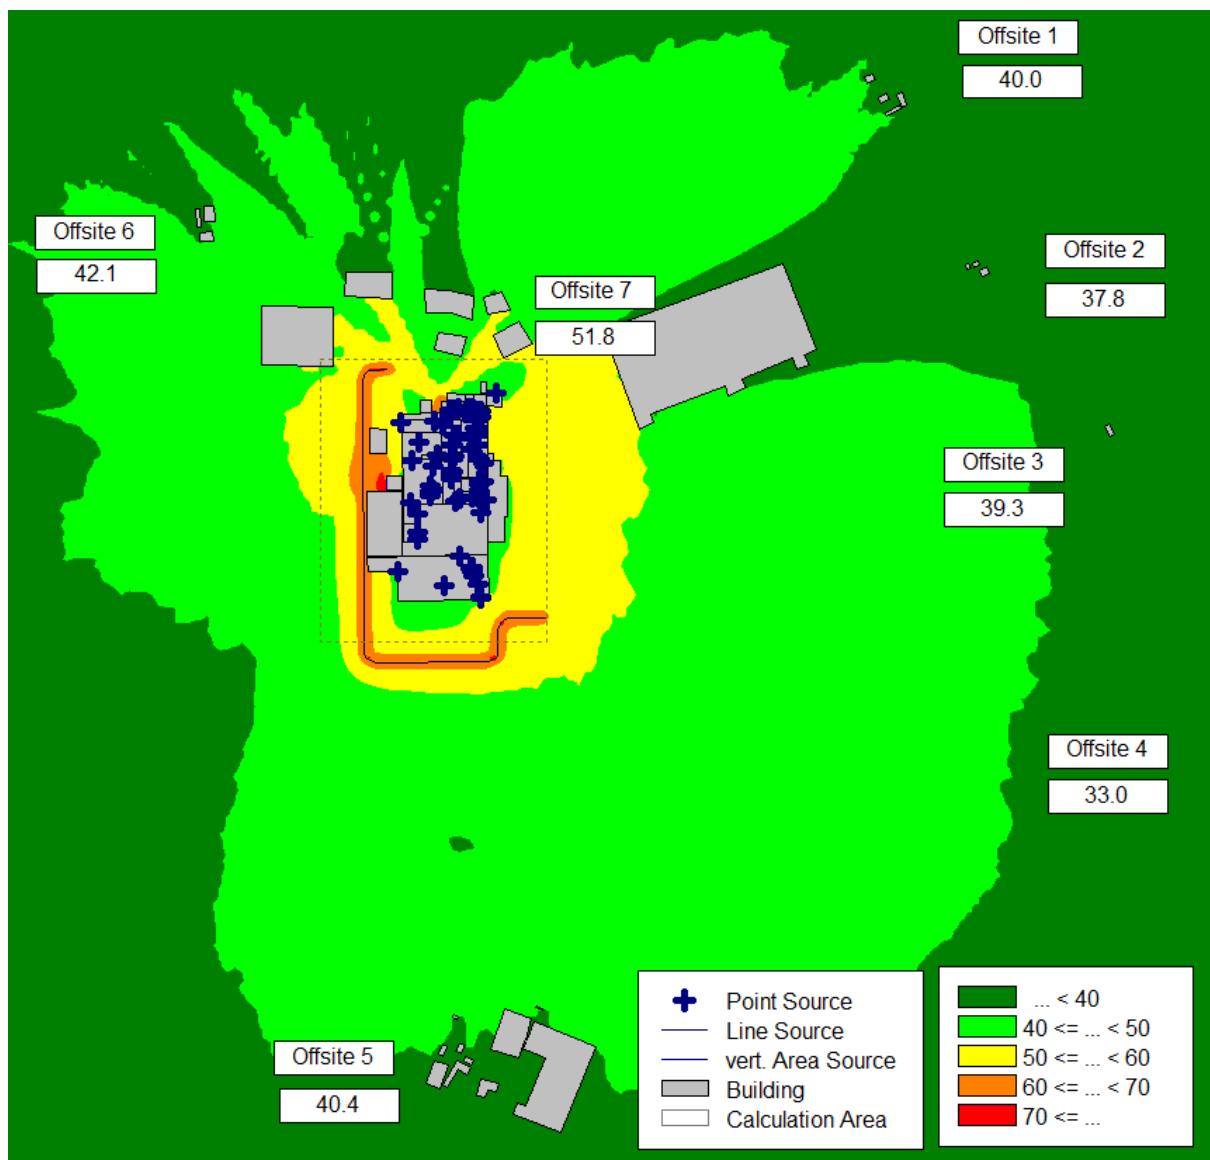 Offsite 1
40.0
Offsite 6
42.1
Offsite 2
37.8
Offsite 7
51.8
Offsite 3
39.3
Offsite 4
33.0
Offsite 5
40.4
Point Source
Line Source
vert. Area Source
Building
Calculation Area
... < 40
40 <= ... < 50
50 <= ... < 60
60 <= ... < 70
70 <= ...